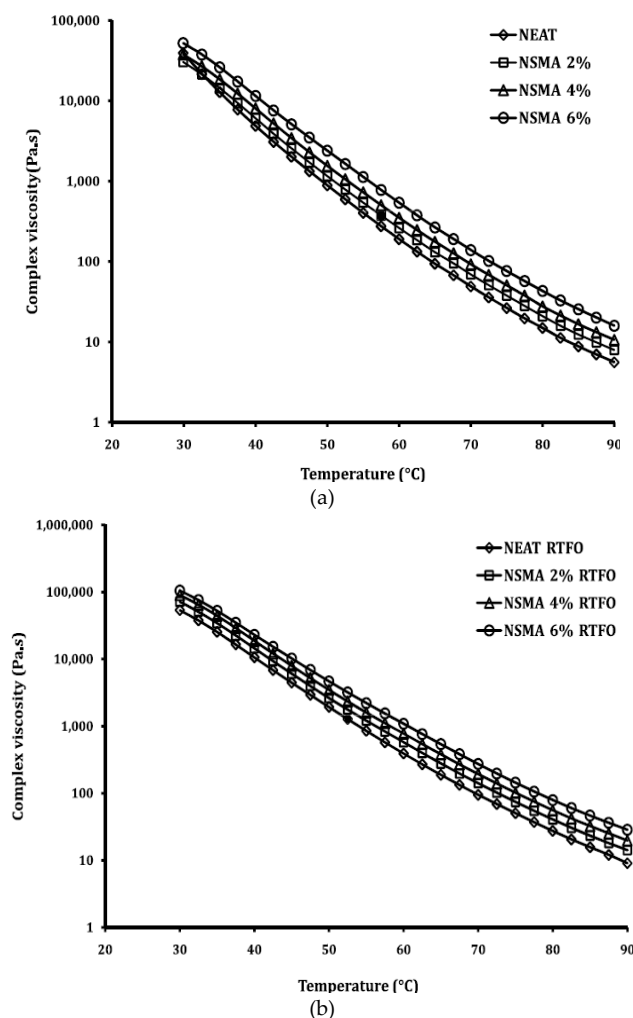 100,000
10,000
1,000
100
10
1
Complex viscosity (Pa.s)
NEAT
NSMA 2%
NSMA 4%
NSMA 6%
20 30 40 50 60 70 80 90
Temperature (°C)
(a)
1,000,000
100,000
10,000
1,000
100
10
1
Complex viscosity (Pa.s)
NEAT RTFO
NSMA 2% RTFO
NSMA 4% RTFO
NSMA 6% RTFO
20 30 40 50 60 70 80 90
Temperature (°C)
(b)